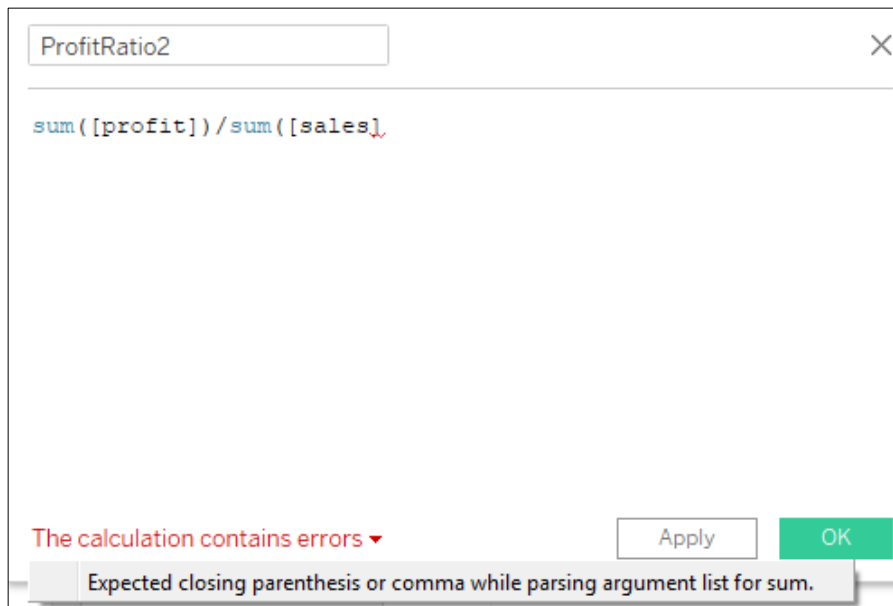 ProfitRatio2
sum([profit])/sum([sales]
The calculation contains errors
Apply
OK
Expected closing parenthesis or comma while parsing argument list for sum.